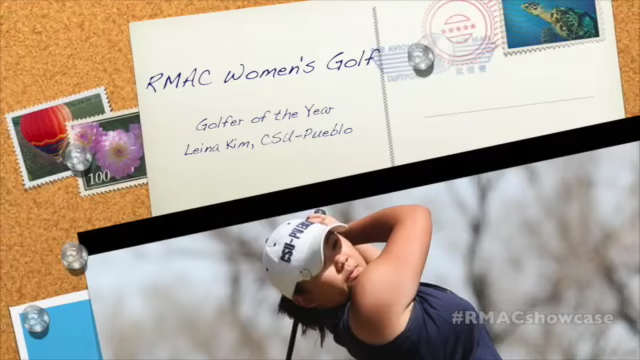 RMAC Women's Golf
Golfer of the Year
Leina Kim, CSU-Pueblo
100
CSU-PUEBLO
#RMACshowcase